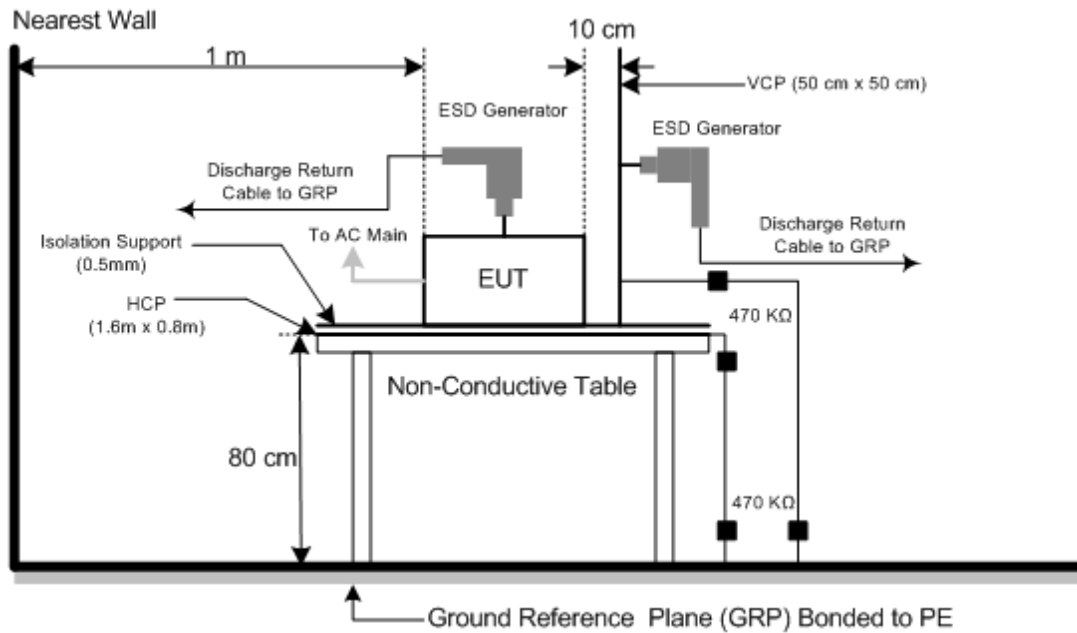 Nearest Wall
10 cm
1 m
VCP (50 cm x 50 cm)
ESD Generator
ESD Generator
Discharge Return
Cable to GRP
Discharge Return
Cable to GRP
To AC Main
Isolation Support
(0.5mm)
EUT
HCP
(1.6m x 0.8m)
470 KΩ
Non-Conductive Table
80 cm
470 KΩ
Ground Reference Plane (GRP) Bonded to PE